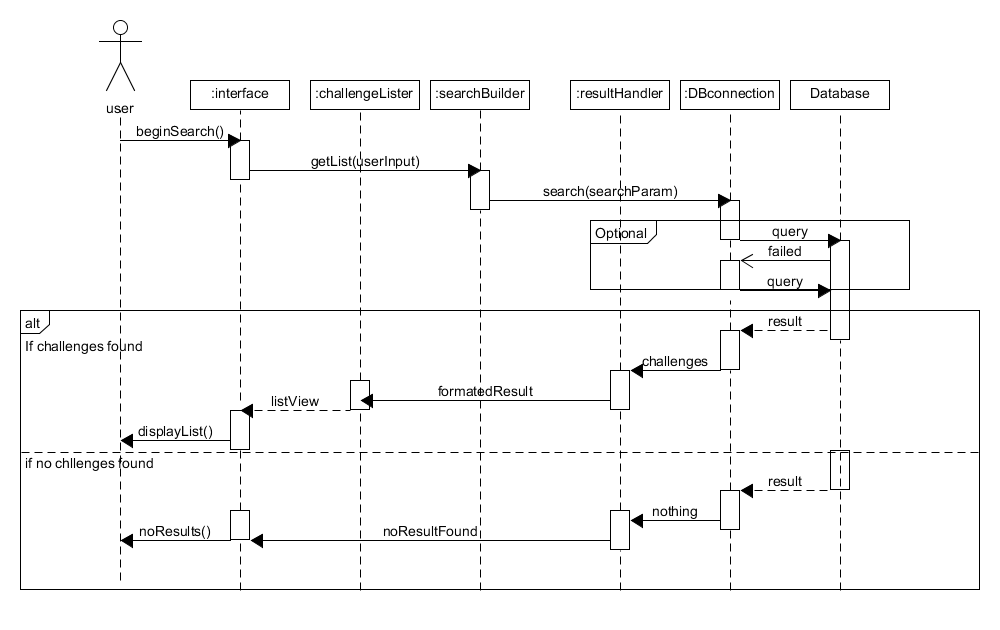 user
:interface
:challengeLister
:searchBuilder
:resultHandler
:DBconnection
Database
beginSearch()
getList(userInput)
search(searchParam)
Optional
query
failed
query
alt
result
If challenges found
challenges
formatedResult
listView
displayList()
if no chllenges found
result
nothing
noResults()
noResultFound